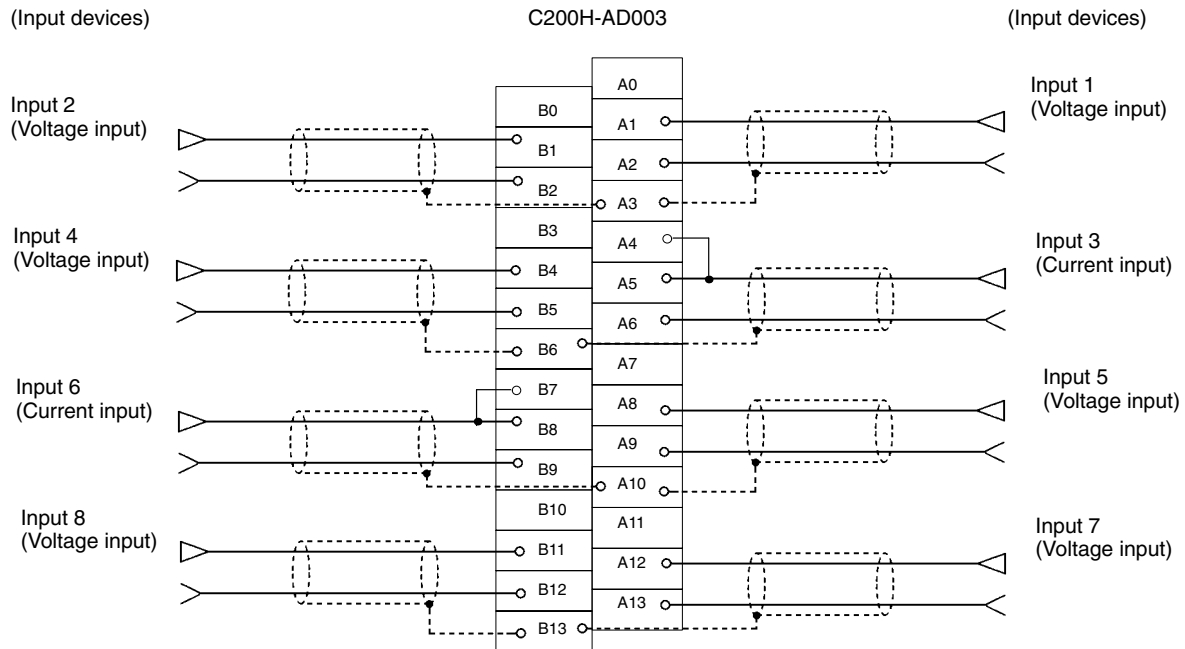 (Input devices)
C200H-AD003
(Input devices)
Input 2
(Voltage input)
Input 4
(Voltage input)
Input 6
(Current input)
Input 8
(Voltage input)
B0
B1
B2
B3
B4
B5
B6
B7
B8
B9
B10
B11
B12
B13
A0
A1
A2
A3
A4
A5
A6
A7
A8
A9
A10
A11
A12
A13
Input 1
(Voltage input)
Input 3
(Current input)
Input 5
(Voltage input)
Input 7
(Voltage input)